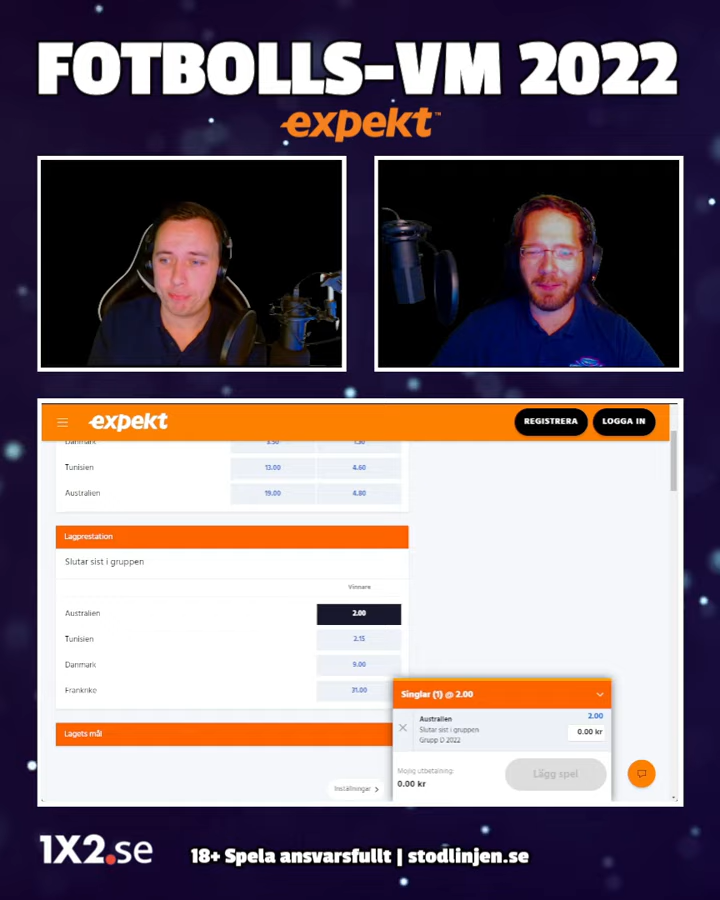 FOTBOLLS-VM 2022
expekt™
expekt
REGISTRERA
LOGGA IN
Danmark
Tunisien 13.00 4.60
Australien 19.00 4.80
Lagprestation
Slutar sist i gruppen
Vinnare
Australien 2.00
Tunisien 2.15
Danmark 9.00
Frankrike 31.00
Lagets mål
Inställningar
Singlar (1) @ 2.00
Australien 2.00
Slutar sist i gruppen 0.00 kr
Grupp D 2022
Möjlig utbetalning:
0.00 kr
Lägg spel
1X2.se
18+ Spela ansvarsfullt | stodlinjen.se